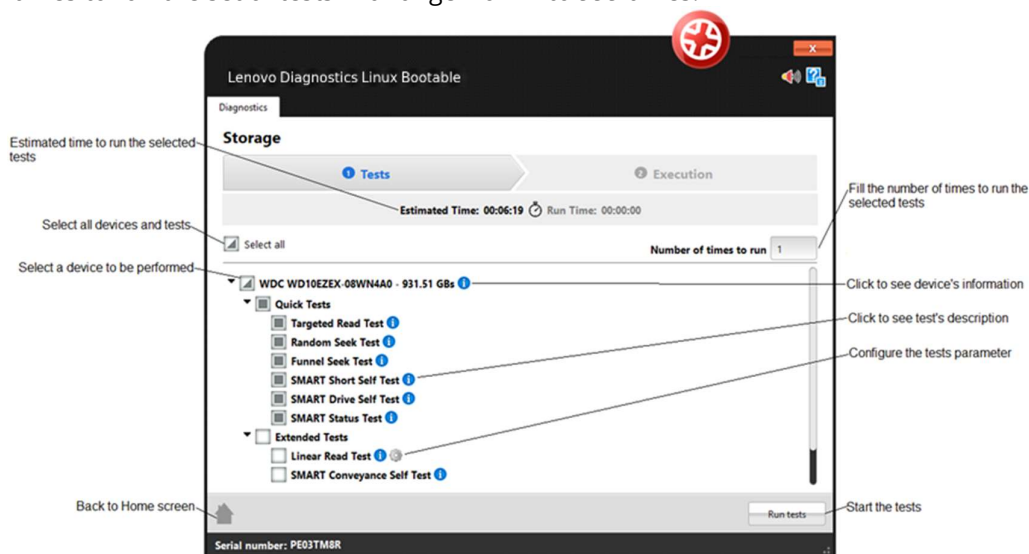 Lenovo Diagnostics Linux Bootable
Diagnostics
Storage
Estimated time to run the selected
tests
1 Tests
2 Execution
Fill the number of times to run the
selected tests
Estimated Time: 00:06:19 Run Time: 00:00:00
Select all devices and tests
Select all
Number of times to run 1
Select a device to be performed
WDC WD10EZEX-08WN4A0 - 931.51 GBs
Click to see device's information
Quick Tests
Targeted Read Test
Click to see test's description
Random Seek Test
Funnel Seek Test
Configure the tests parameter
SMART Short Self Test
SMART Drive Self Test
SMART Status Test
Extended Tests
Linear Read Test
SMART Conveyance Self Test
Back to Home screen
Run tests
Start the tests
Serial number: PE03TM8R